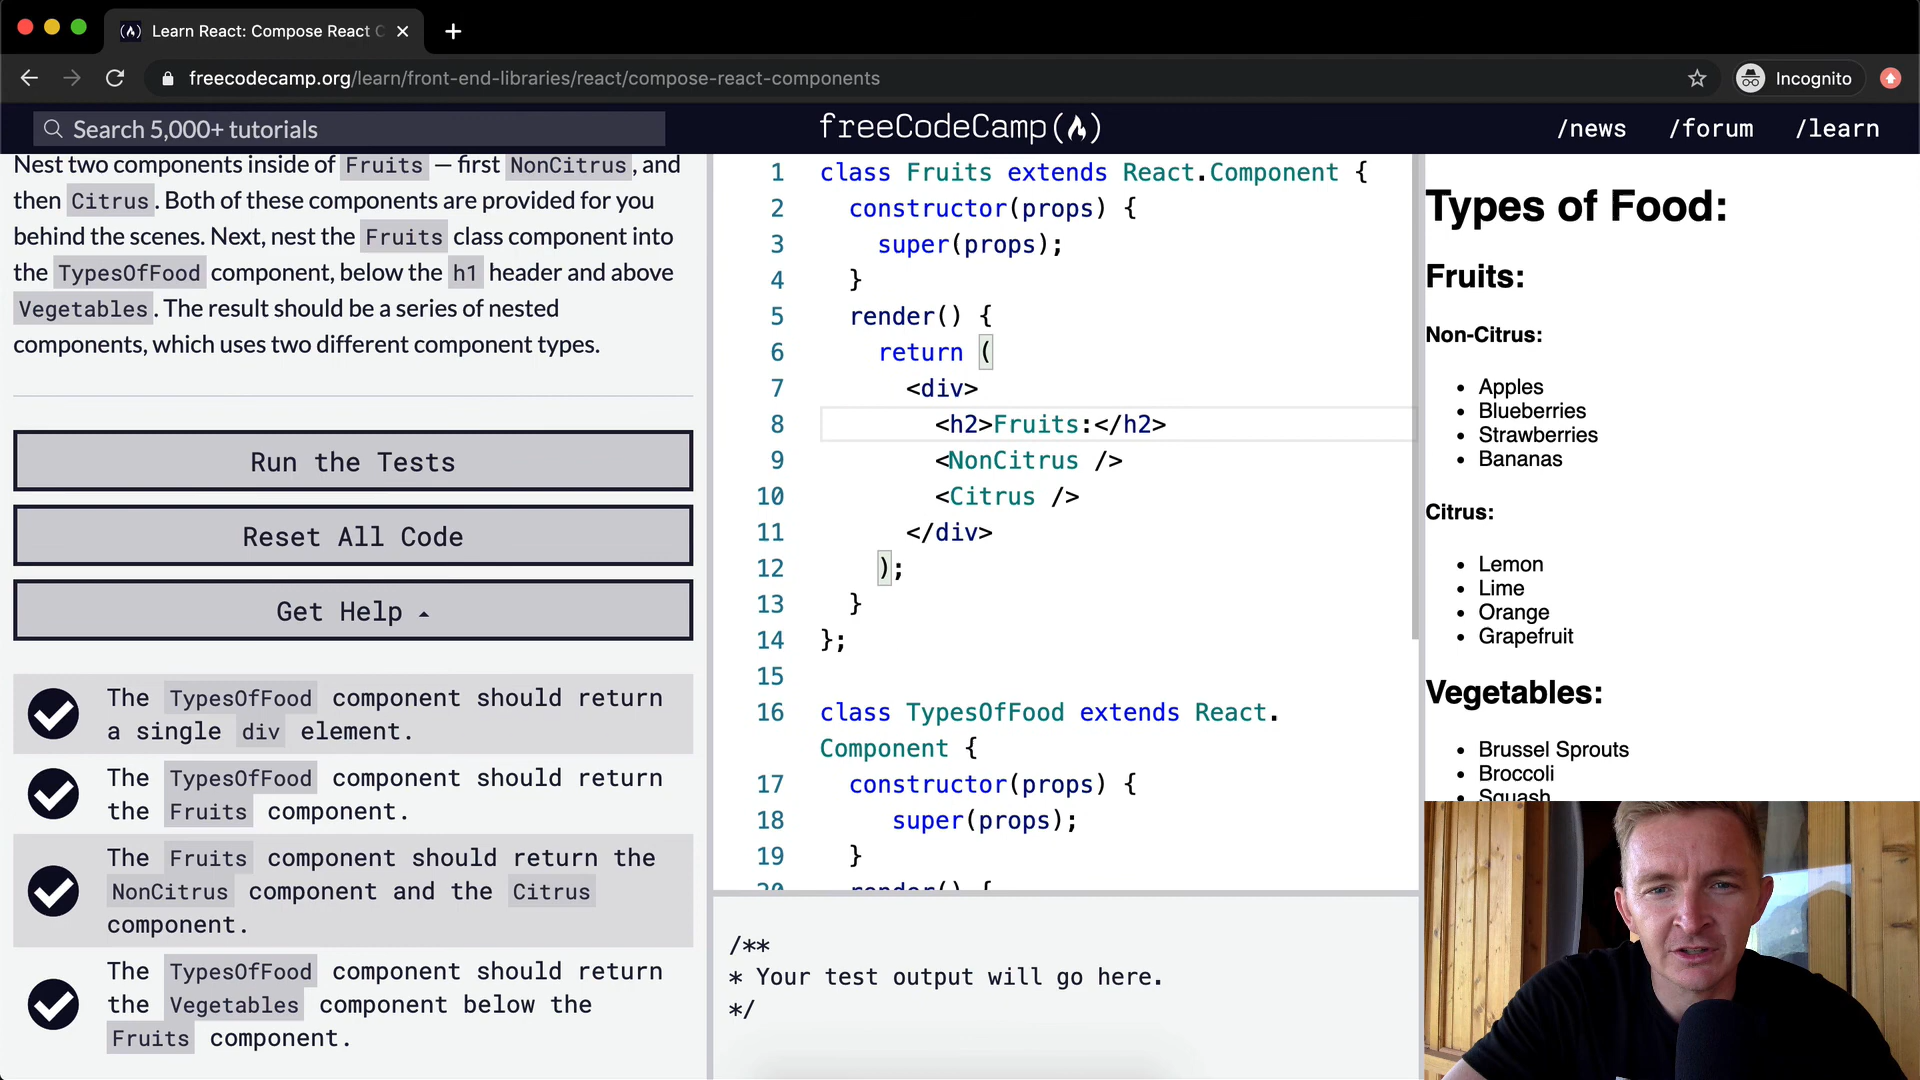 Learn React: Compose React C
freecodecamp.org/learn/front-end-libraries/react/compose-react-components
Incognito
Search 5,000+ tutorials
freeCodeCamp
/news /forum /learn
Nest two components inside of Fruits — first NonCitrus, and
then Citrus. Both of these components are provided for you
behind the scenes. Next, nest the Fruits class component into
the TypesOfFood component, below the h1 header and above
Vegetables. The result should be a series of nested
components, which uses two different component types.
Run the Tests
Reset All Code
Get Help
The TypesOfFood component should return
a single div element.
The TypesOfFood component should return
the Fruits component.
The Fruits component should return the
NonCitrus component and the Citrus
component.
The TypesOfFood component should return
the Vegetables component below the
Fruits component.
1 class Fruits extends React.Component {
2 constructor(props) {
3 super(props);
4 }
5 render() {
6 return (
7 <div>
8 <h2>Fruits:</h2>
9 <NonCitrus />
10 <Citrus />
11 </div>
12 );
13 }
14 };
15
16 class TypesOfFood extends React.
Component {
17 constructor(props) {
18 super(props);
19 }
20 render() {
/**
* Your test output will go here.
*/
Types of Food:
Fruits:
Non-Citrus:
Apples
Blueberries
Strawberries
Bananas
Citrus:
Lemon
Lime
Orange
Grapefruit
Vegetables:
Brussel Sprouts
Broccoli
Squash